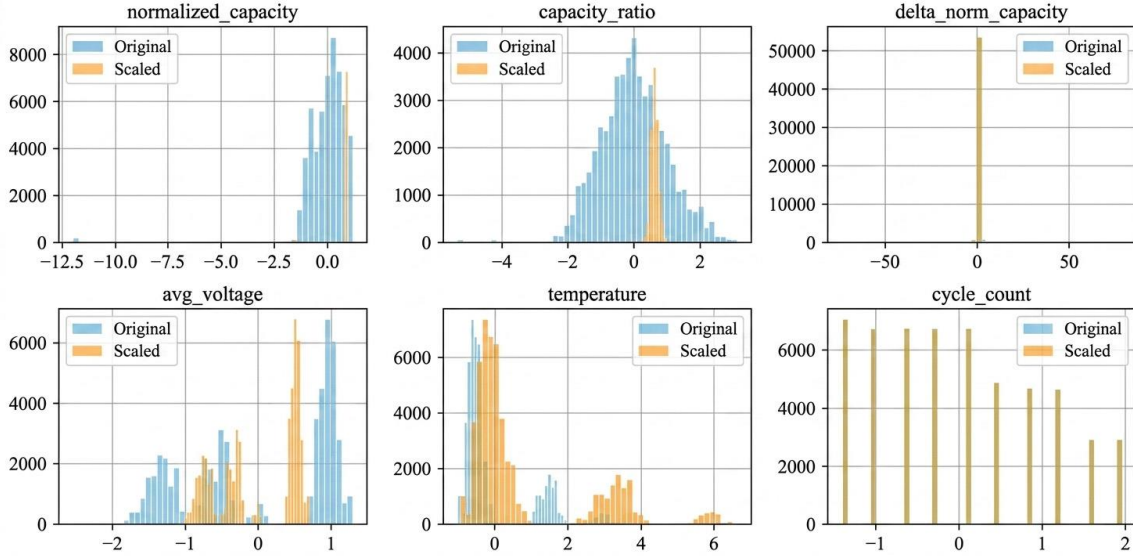 normalized_capacity
8000
6000
4000
2000
0
Original
Scaled
−12.5 −10.0 −7.5 −5.0 −2.5 0.0
capacity_ratio
4000
3000
2000
1000
0
Original
Scaled
−4 −2 0 2
delta_norm_capacity
50000
40000
30000
20000
10000
0
Original
Scaled
−50 0 50
avg_voltage
6000
4000
2000
0
Original
Scaled
−2 −1 0 1
temperature
6000
4000
2000
0
Original
Scaled
0 2 4 6
cycle_count
6000
4000
2000
0
Original
Scaled
−1 0 1 2